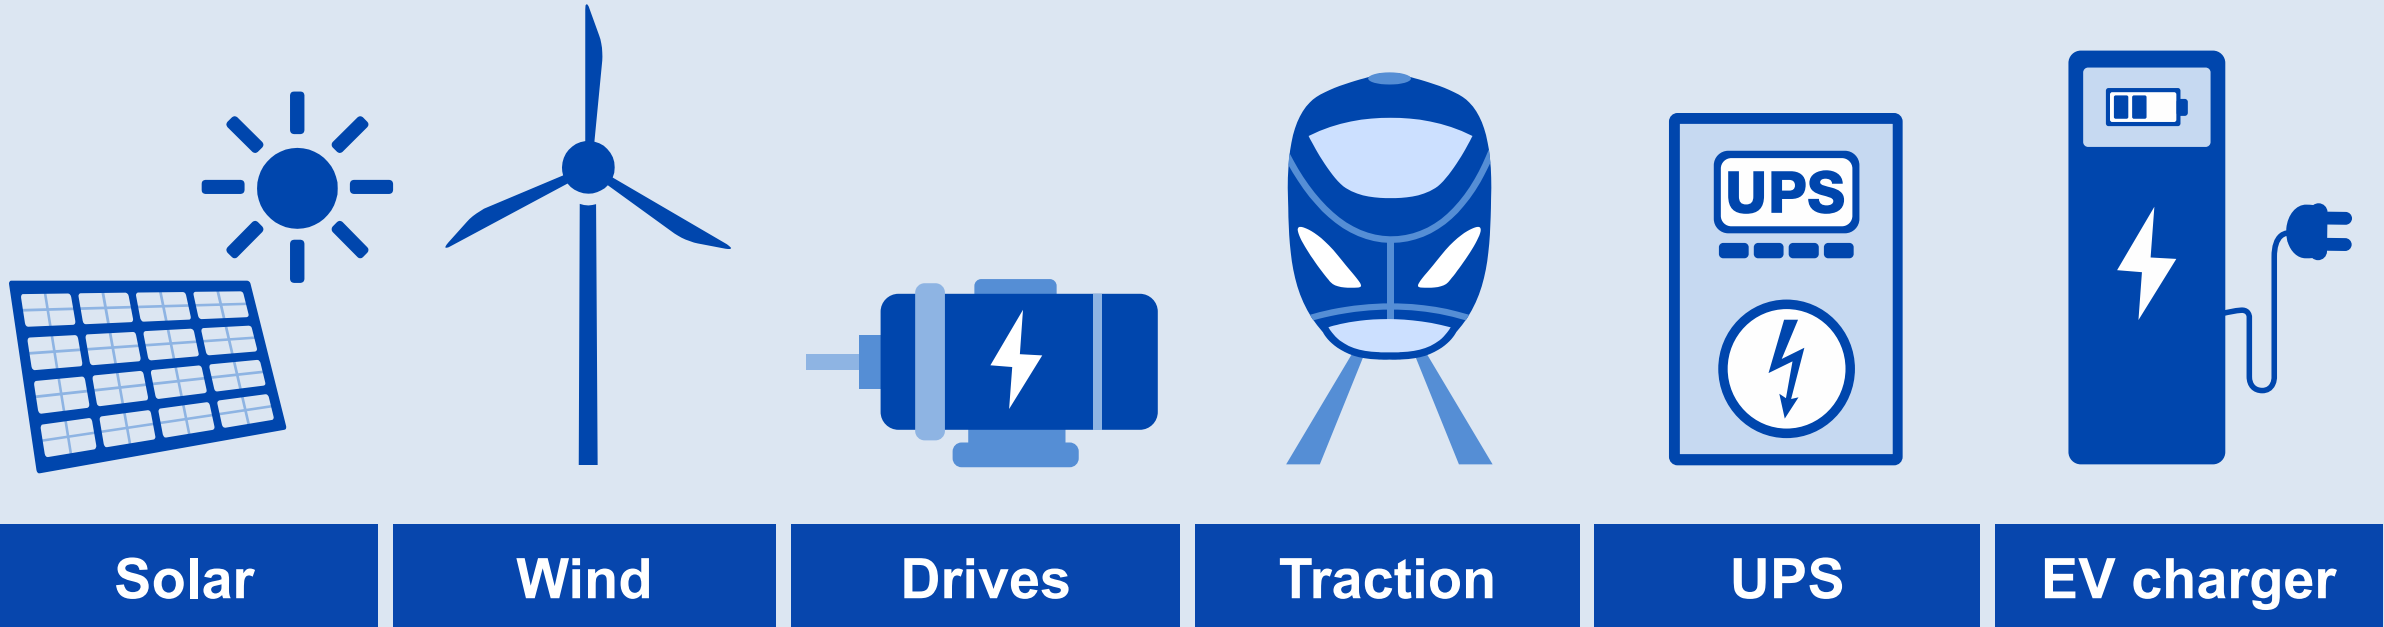 UPS
Solar
Wind
Drives
Traction
UPS
EV charger